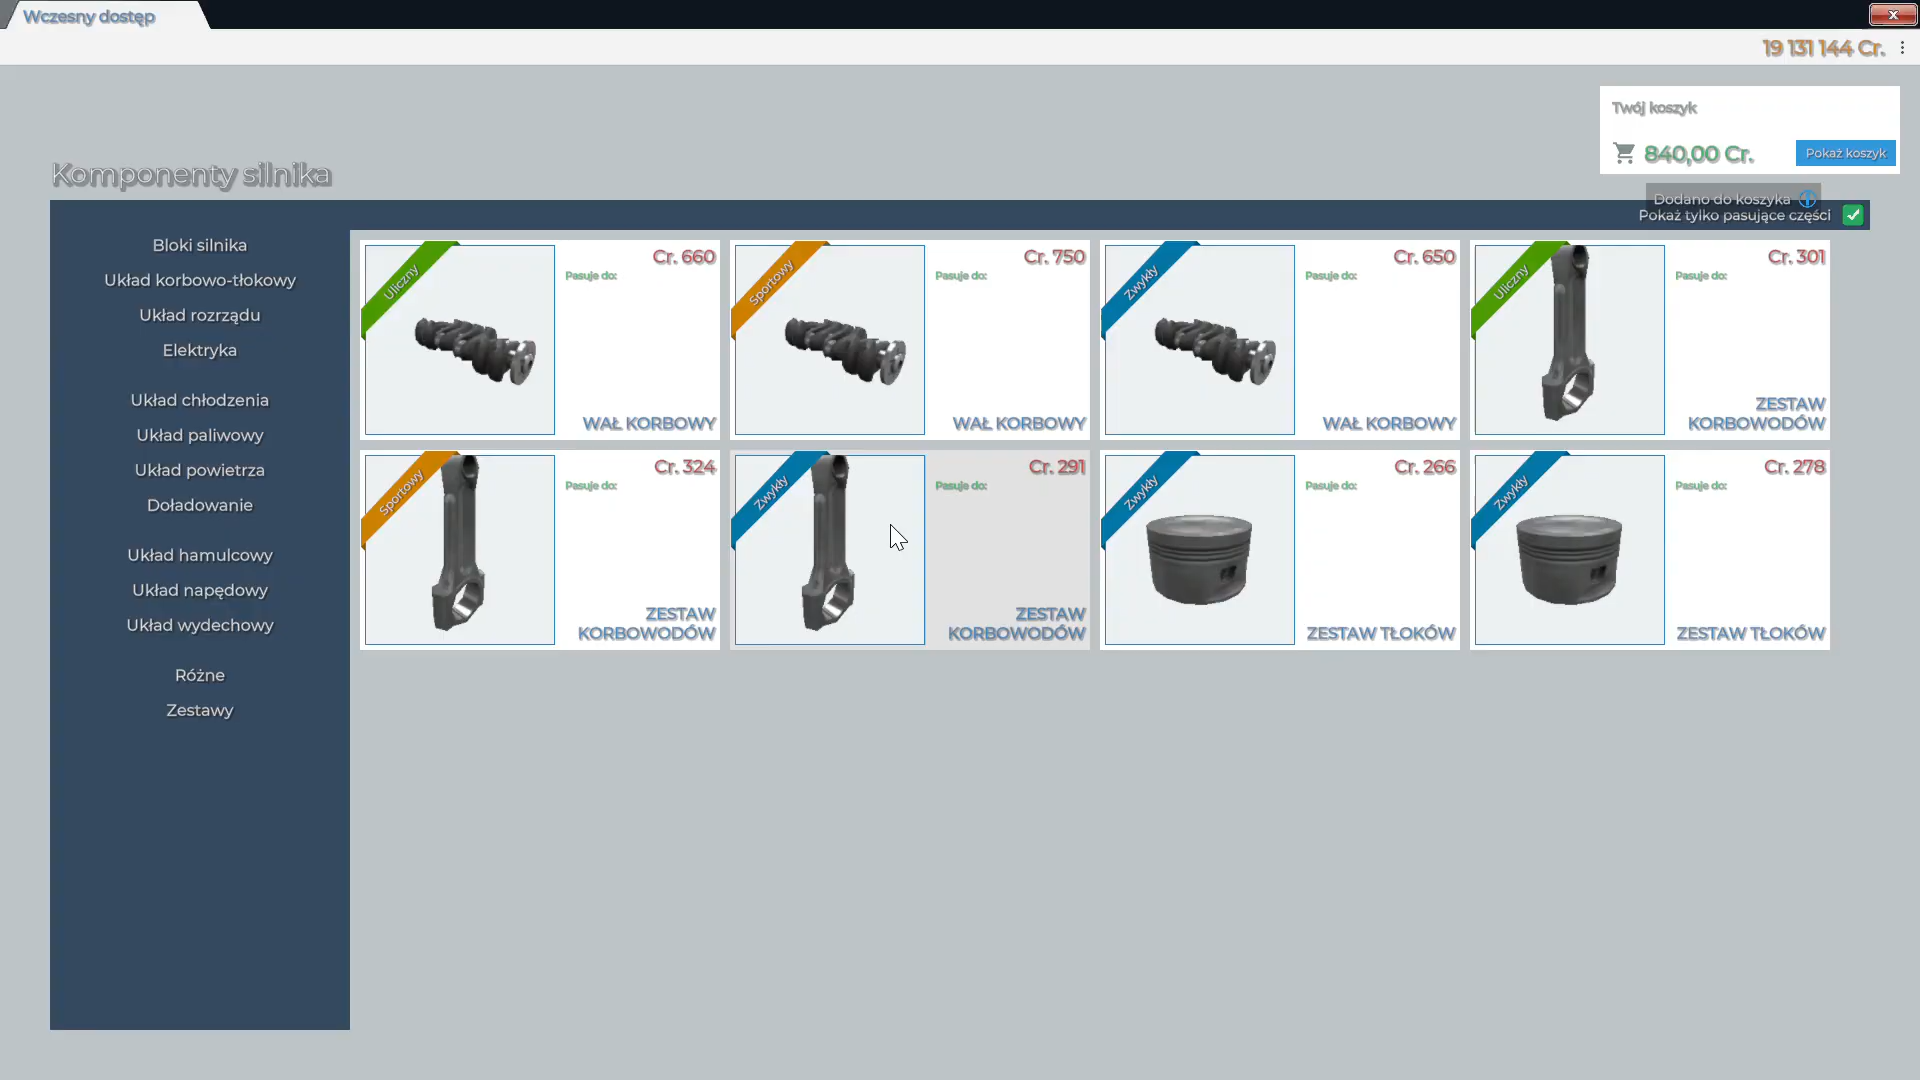 Wczesny dostęp
19 131 144 Cr.
Twój koszyk
840,00 Cr.
Pokaż koszyk
Komponenty silnika
Dodano do koszyka
Pokaż tylko pasujące części
Bloki silnika
Układ korbowo-tłokowy
Układ rozrządu
Elektryka
Układ chłodzenia
Układ paliwowy
Układ powietrza
Doładowanie
Układ hamulcowy
Układ napędowy
Układ wydechowy
Różne
Zestawy
Uliczny
Cr. 660
Pasuje do:
WAŁ KORBOWY
Sportowy
Cr. 750
Pasuje do:
WAŁ KORBOWY
Zwykły
Cr. 650
Pasuje do:
WAŁ KORBOWY
Uliczny
Cr. 301
Pasuje do:
ZESTAW
KORBOWODÓW
Sportowy
Cr. 324
Pasuje do:
ZESTAW
KORBOWODÓW
Zwykły
Cr. 291
Pasuje do:
ZESTAW
KORBOWODÓW
Zwykły
Cr. 266
Pasuje do:
ZESTAW TŁOKÓW
Zwykły
Cr. 278
Pasuje do:
ZESTAW TŁOKÓW